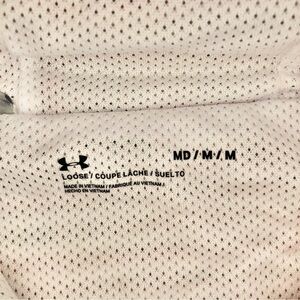 MD / M / M
LOOSE / COUPE LÂCHE / SUELTO
MADE IN VIETNAM / FABRIQUÉ AU VIETNAM /
HECHO EN VIETNAM